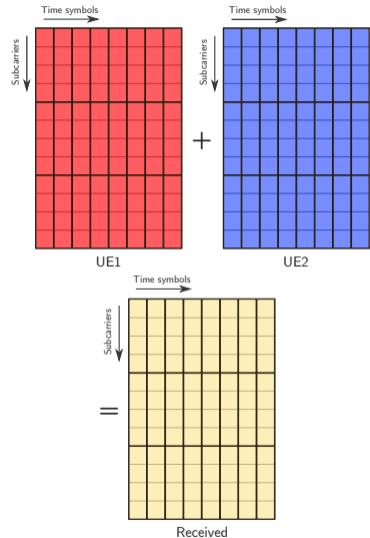 Time symbols
Time symbols
Subcarriers
Subcarriers
+
UE1
UE2
Time symbols
Subcarriers
=
Received